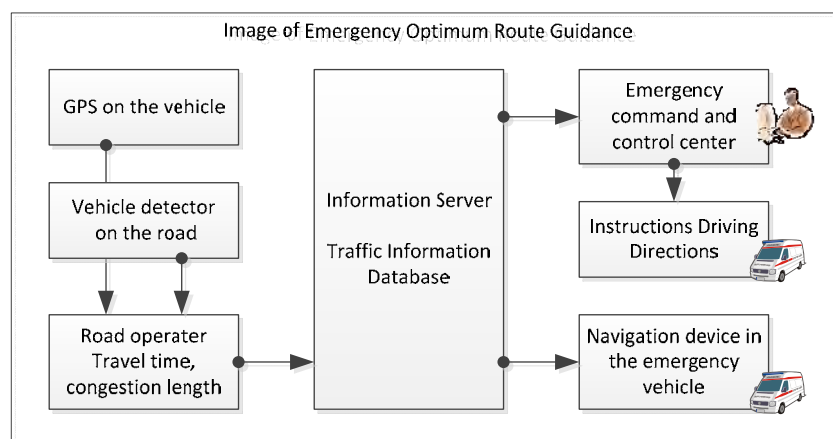 Image of Emergency Optimum Route Guidance
GPS on the vehicle
Vehicle detector
on the road
Road operater
Travel time,
congestion length
Information Server
Traffic Information
Database
Emergency
command and
control center
Instructions Driving
Directions
Navigation device in
the emergency
vehicle